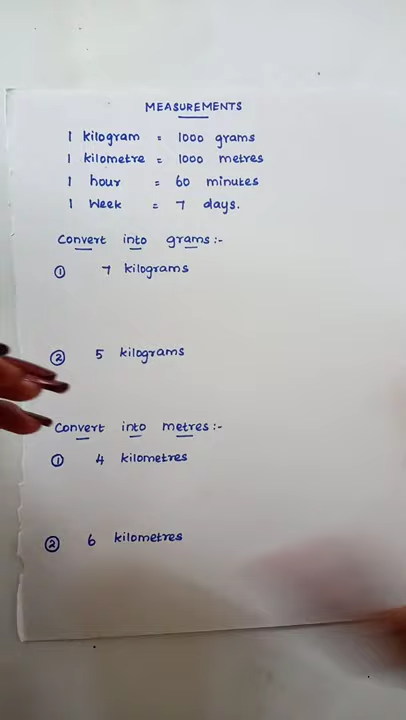 MEASUREMENTS
1 kilogram = 1000 grams
1 kilometre = 1000 metres
1 hour = 60 minutes
1 Week = 7 days.
Convert into grams:-
① 7 kilograms
② 5 kilograms
Convert into metres:-
① 4 kilometres
② 6 kilometres